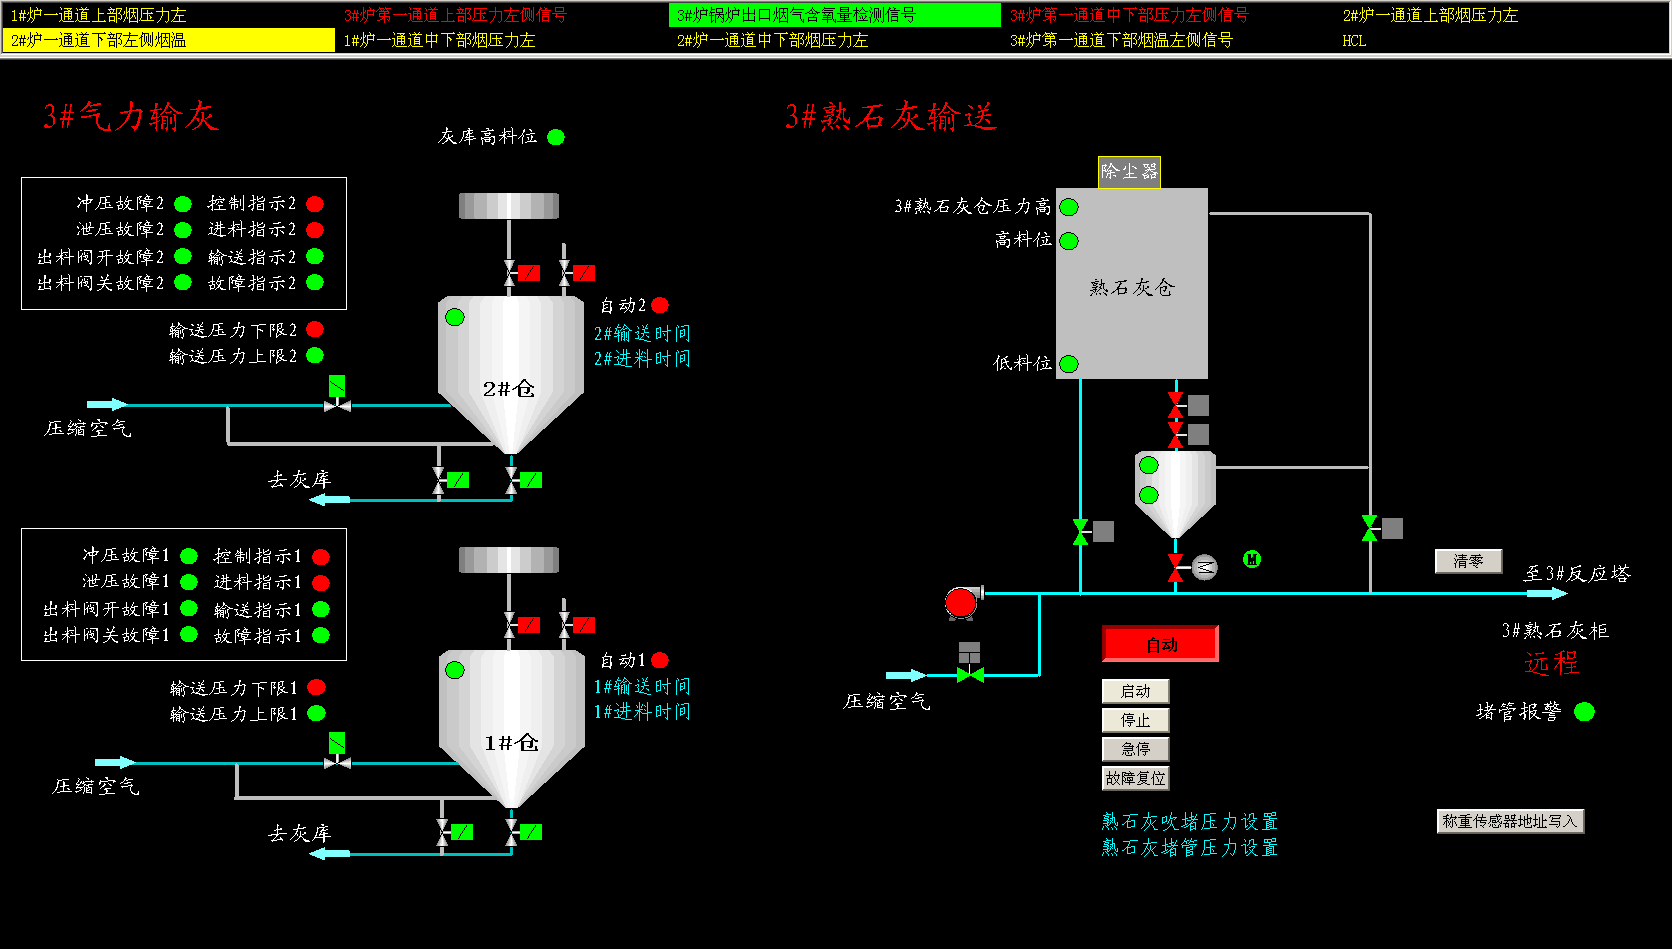 1#炉一通道上部烟压力左
3#炉第一通道上部压力左侧信号
3#炉锅炉出口烟气含氧量检测信号
3#炉第一通道中下部压力左侧信号
2#炉一通道上部烟压力左
2#炉一通道下部左侧烟温
1#炉一通道中下部烟压力左
2#炉一通道中下部烟压力左
3#炉第一通道下部烟温左侧信号
HCL
3#气力输灰
灰库高料位
冲压故障2
控制指示2
泄压故障2
进料指示2
出料阀开故障2
输送指示2
出料阀关故障2
故障指示2
输送压力下限2
输送压力上限2
自动2
2#输送时间
2#进料时间
2#仓
压缩空气
去灰库
冲压故障1
控制指示1
泄压故障1
进料指示1
出料阀开故障1
输送指示1
出料阀关故障1
故障指示1
输送压力下限1
输送压力上限1
自动1
1#输送时间
1#进料时间
1#仓
压缩空气
去灰库
3#熟石灰输送
除尘器
3#熟石灰仓压力高
高料位
熟石灰仓
低料位
M
M
清零
至3#反应塔
3#熟石灰柜
远程
自动
压缩空气
启动
停止
急停
故障复位
堵管报警
熟石灰吹堵压力设置
熟石灰堵管压力设置
称重传感器地址写入